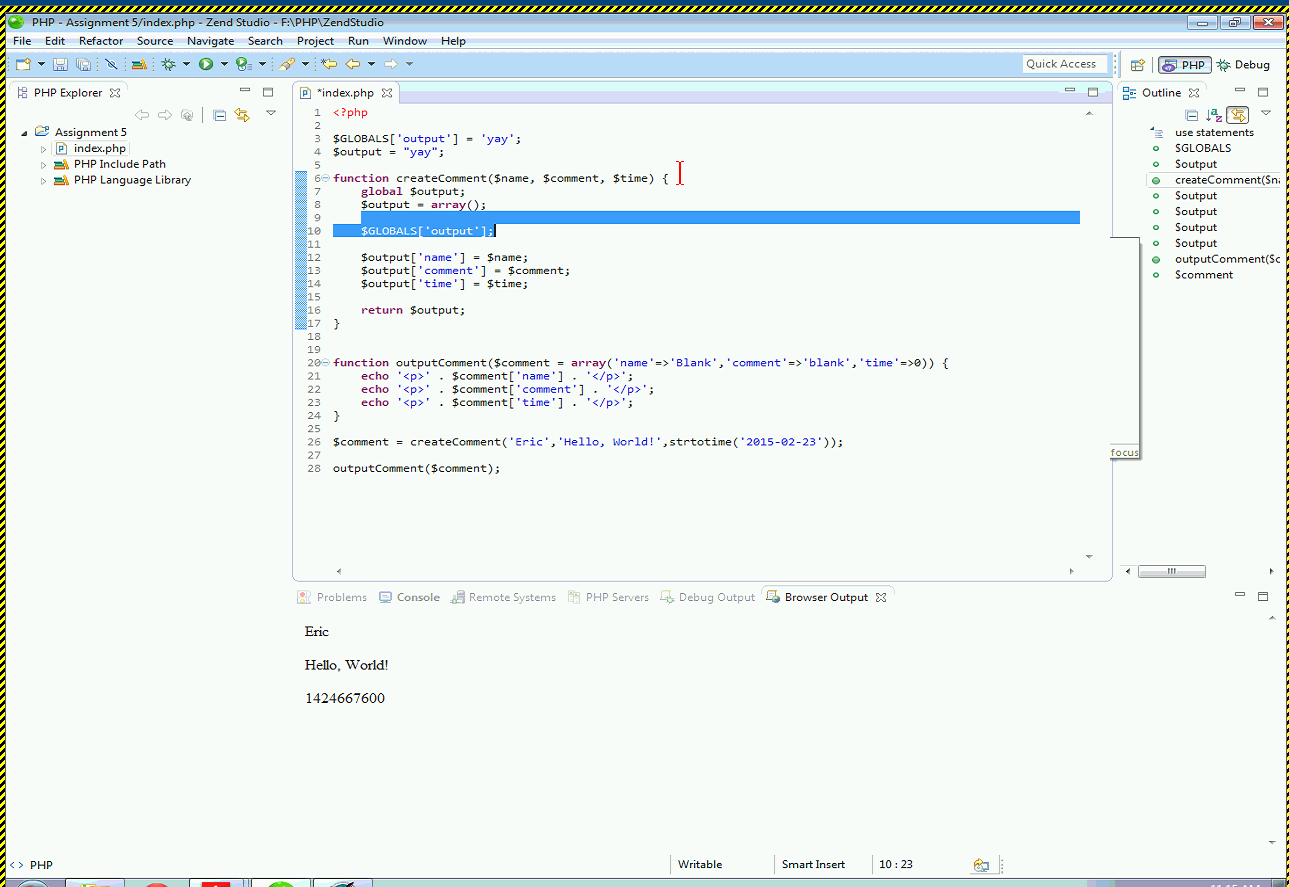 PHP - Assignment 5/index.php - Zend Studio - F:\PHP\ZendStudio
File Edit Refactor Source Navigate Search Project Run Window Help
Quick Access
PHP
Debug
PHP Explorer
Assignment 5
index.php
PHP Include Path
PHP Language Library
*index.php
1 <?php
2
3 $GLOBALS['output'] = 'yay';
4 $output = "yay";
5
6 function createComment($name, $comment, $time) {
7 global $output;
8 $output = array();
9
10 $GLOBALS['output'];
11
12 $output['name'] = $name;
13 $output['comment'] = $comment;
14 $output['time'] = $time;
15
16 return $output;
17 }
18
19
20 function outputComment($comment = array('name'=>'Blank','comment'=>'blank','time'=>0)) {
21 echo '<p>' . $comment['name'] . '</p>';
22 echo '<p>' . $comment['comment'] . '</p>';
23 echo '<p>' . $comment['time'] . '</p>';
24 }
25
26 $comment = createComment('Eric','Hello, World!',strtotime('2015-02-23'));
27
28 outputComment($comment);
focus
Outline
use statements
$GLOBALS
$output
createComment($na
$output
$output
$output
$output
outputComment($c
$comment
Problems Console Remote Systems PHP Servers Debug Output Browser Output
Eric
Hello, World!
1424667600
<> PHP
Writable
Smart Insert
10 : 23